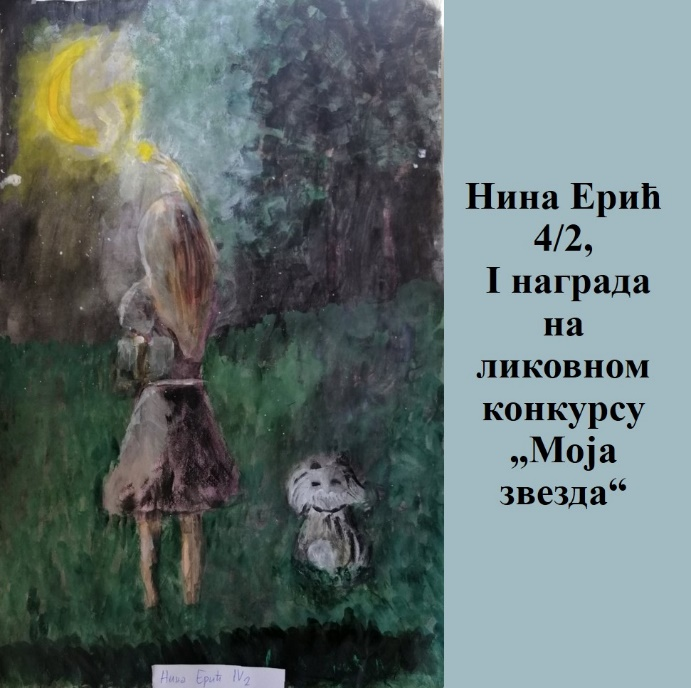 Нина Ерић
4/2,
I награда
на
ликовном
конкурсу
„Моја
звезда“
Нина Ерић IV2